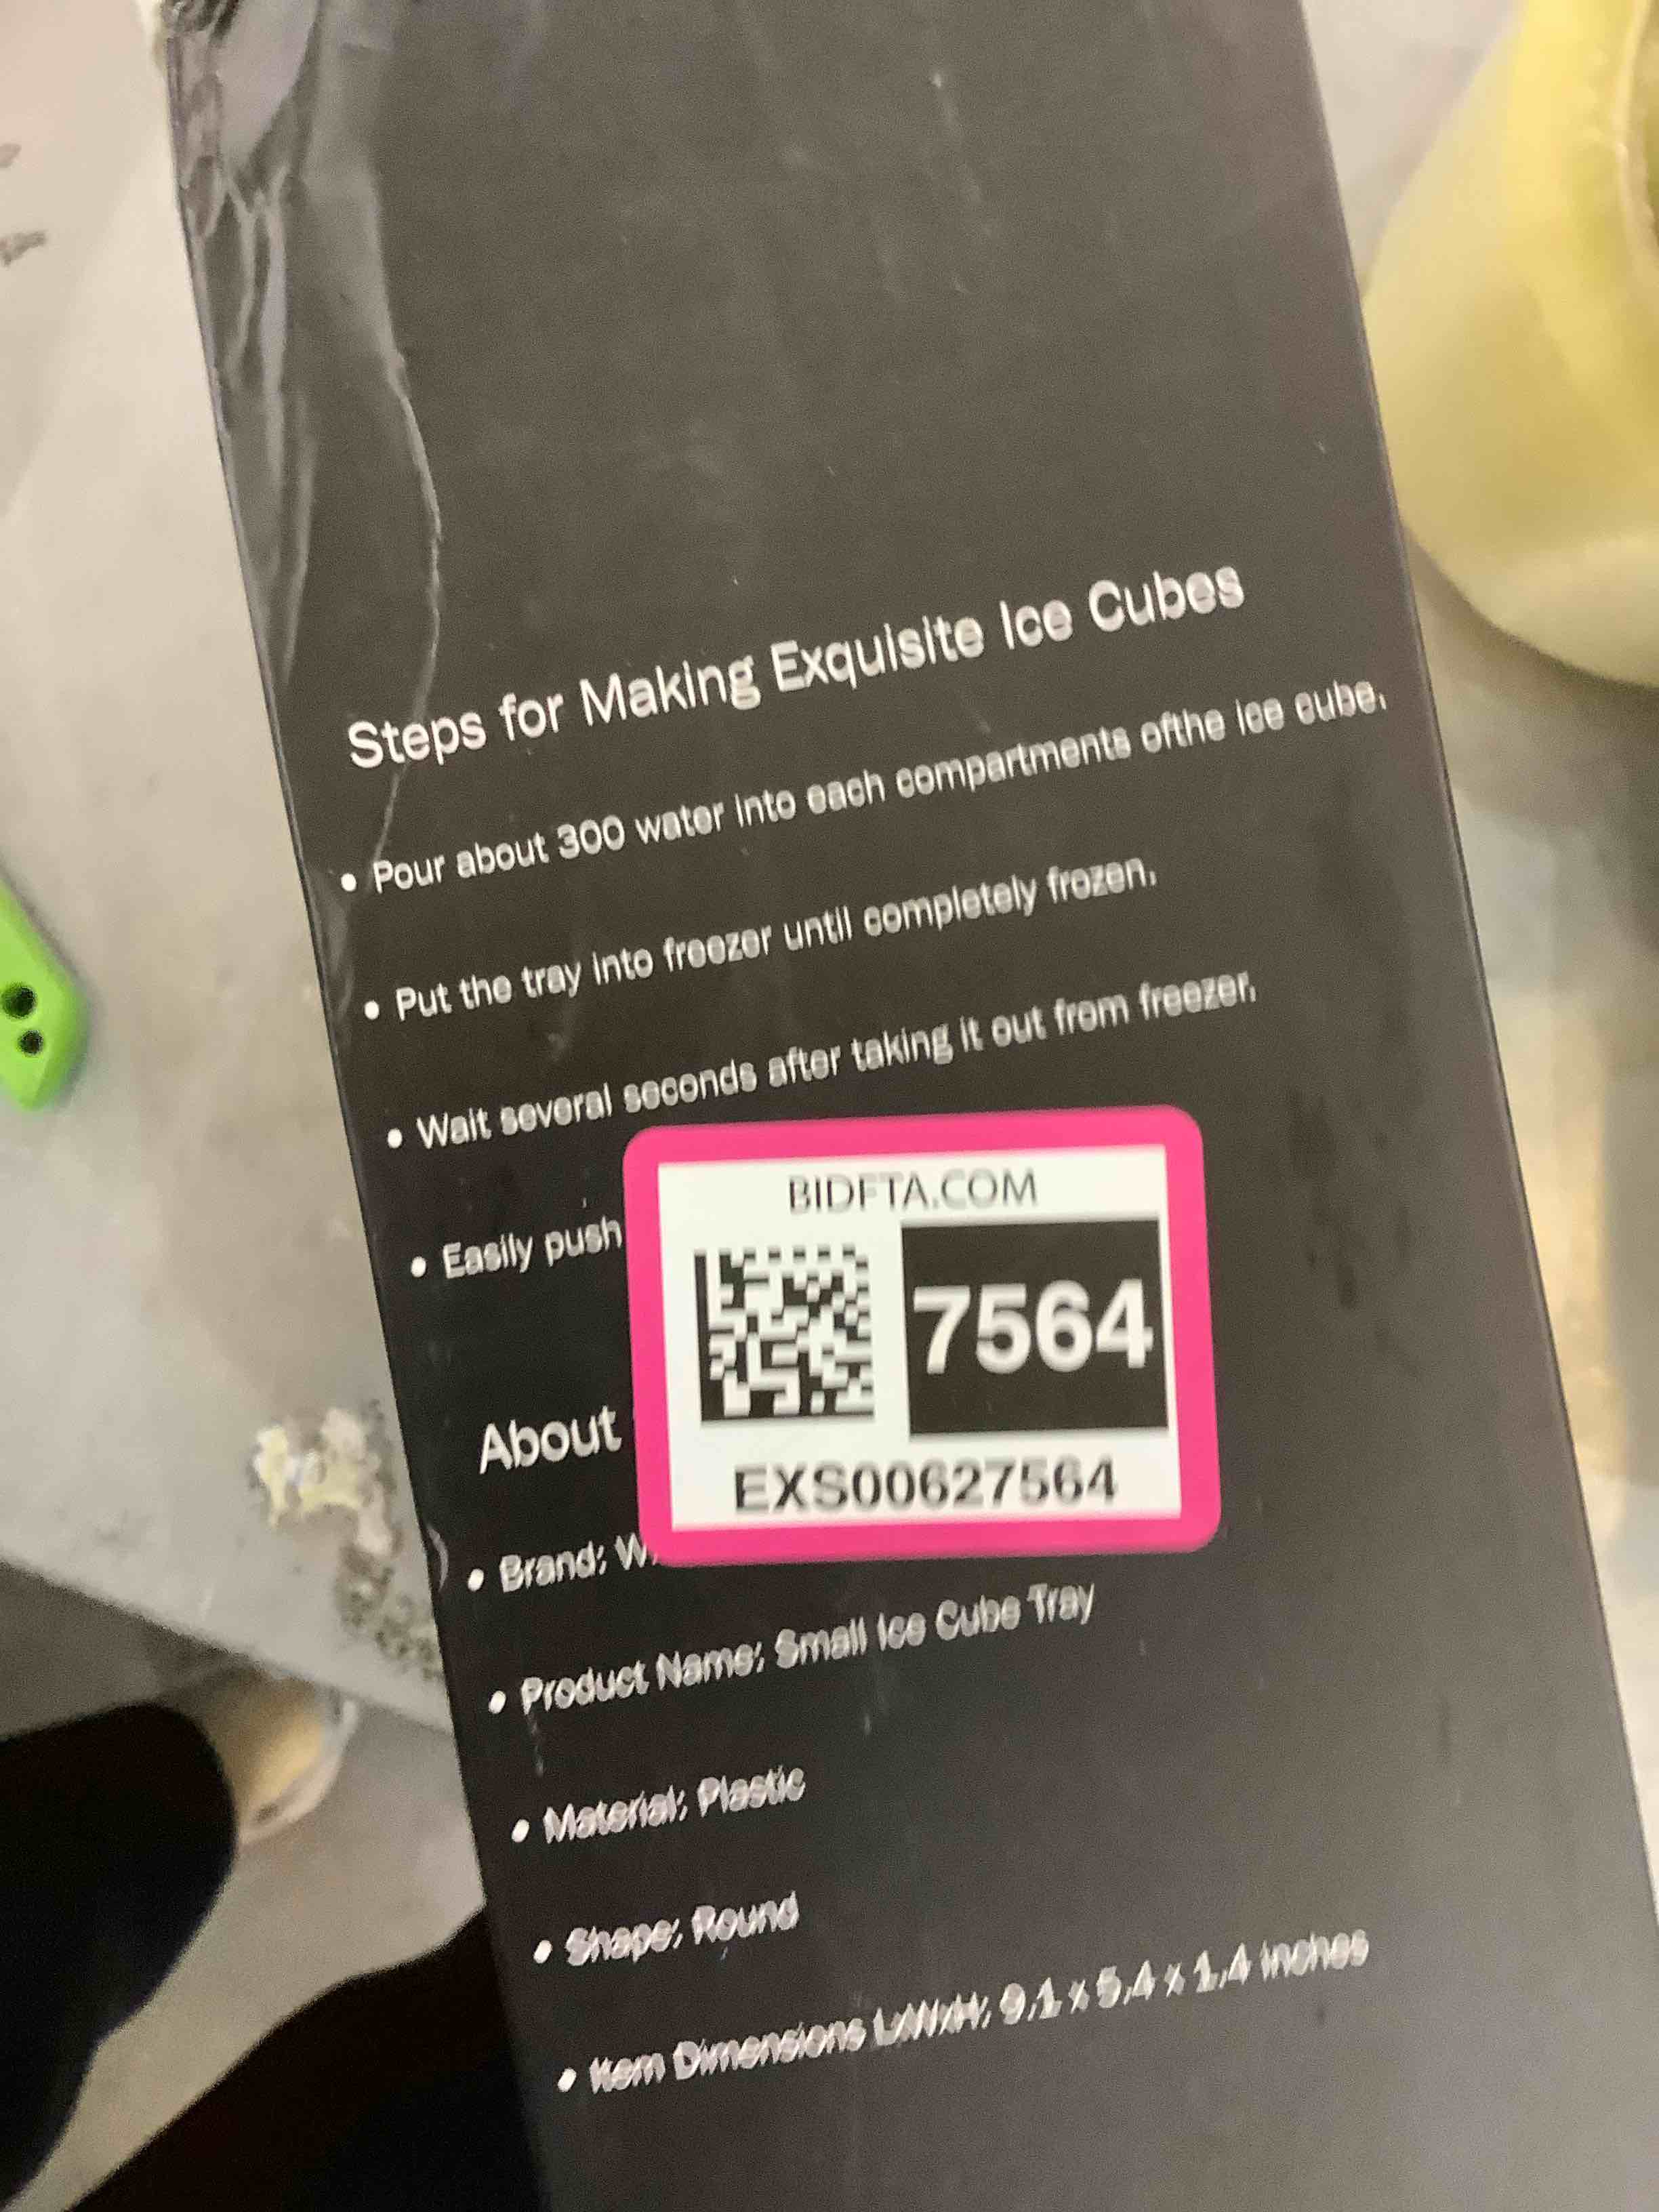 Steps for Making Exquisite Ice Cubes
• Pour about 300 water into each compartments ofthe ice cube.
• Put the tray into freezer until completely frozen.
• Wait several seconds after taking it out from freezer.
• Easily push
BIDFTA.COM
7564
EXS00627564
About
• Brand:
• Product Name: Small Ice Cube Tray
• Material: Plastic
• Shape: Round
• Item Dimensions LxWxH: 9.1 x 5.4 x 1.4 inches